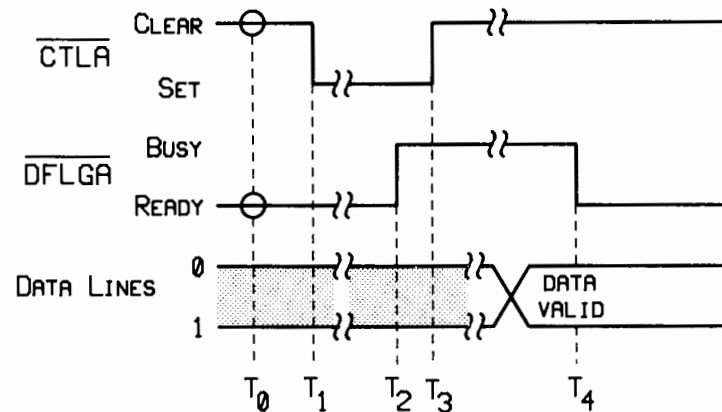 CLEAR
CTLA
SET
BUSY
DFLGA
READY
DATA LINES
0
1
DATA
VALID
T0 T1 T2 T3 T4